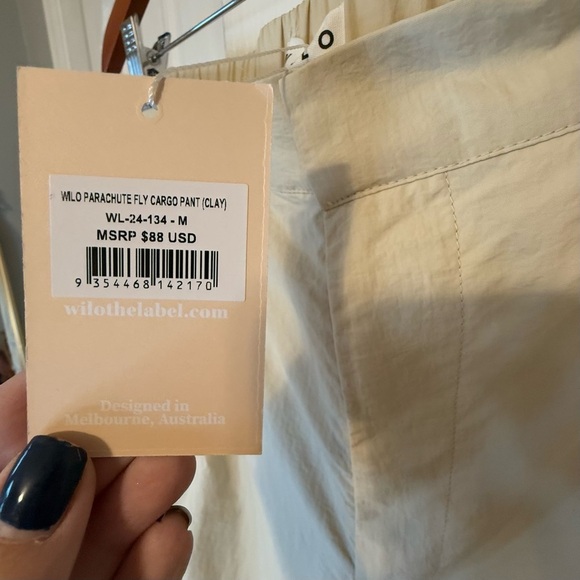 WILO PARACHUTE FLY CARGO PANT (CLAY)
WL-24-134 - M
MSRP $88 USD
9 354468 142170
wilothelabel.com
Designed in
Melbourne, Australia